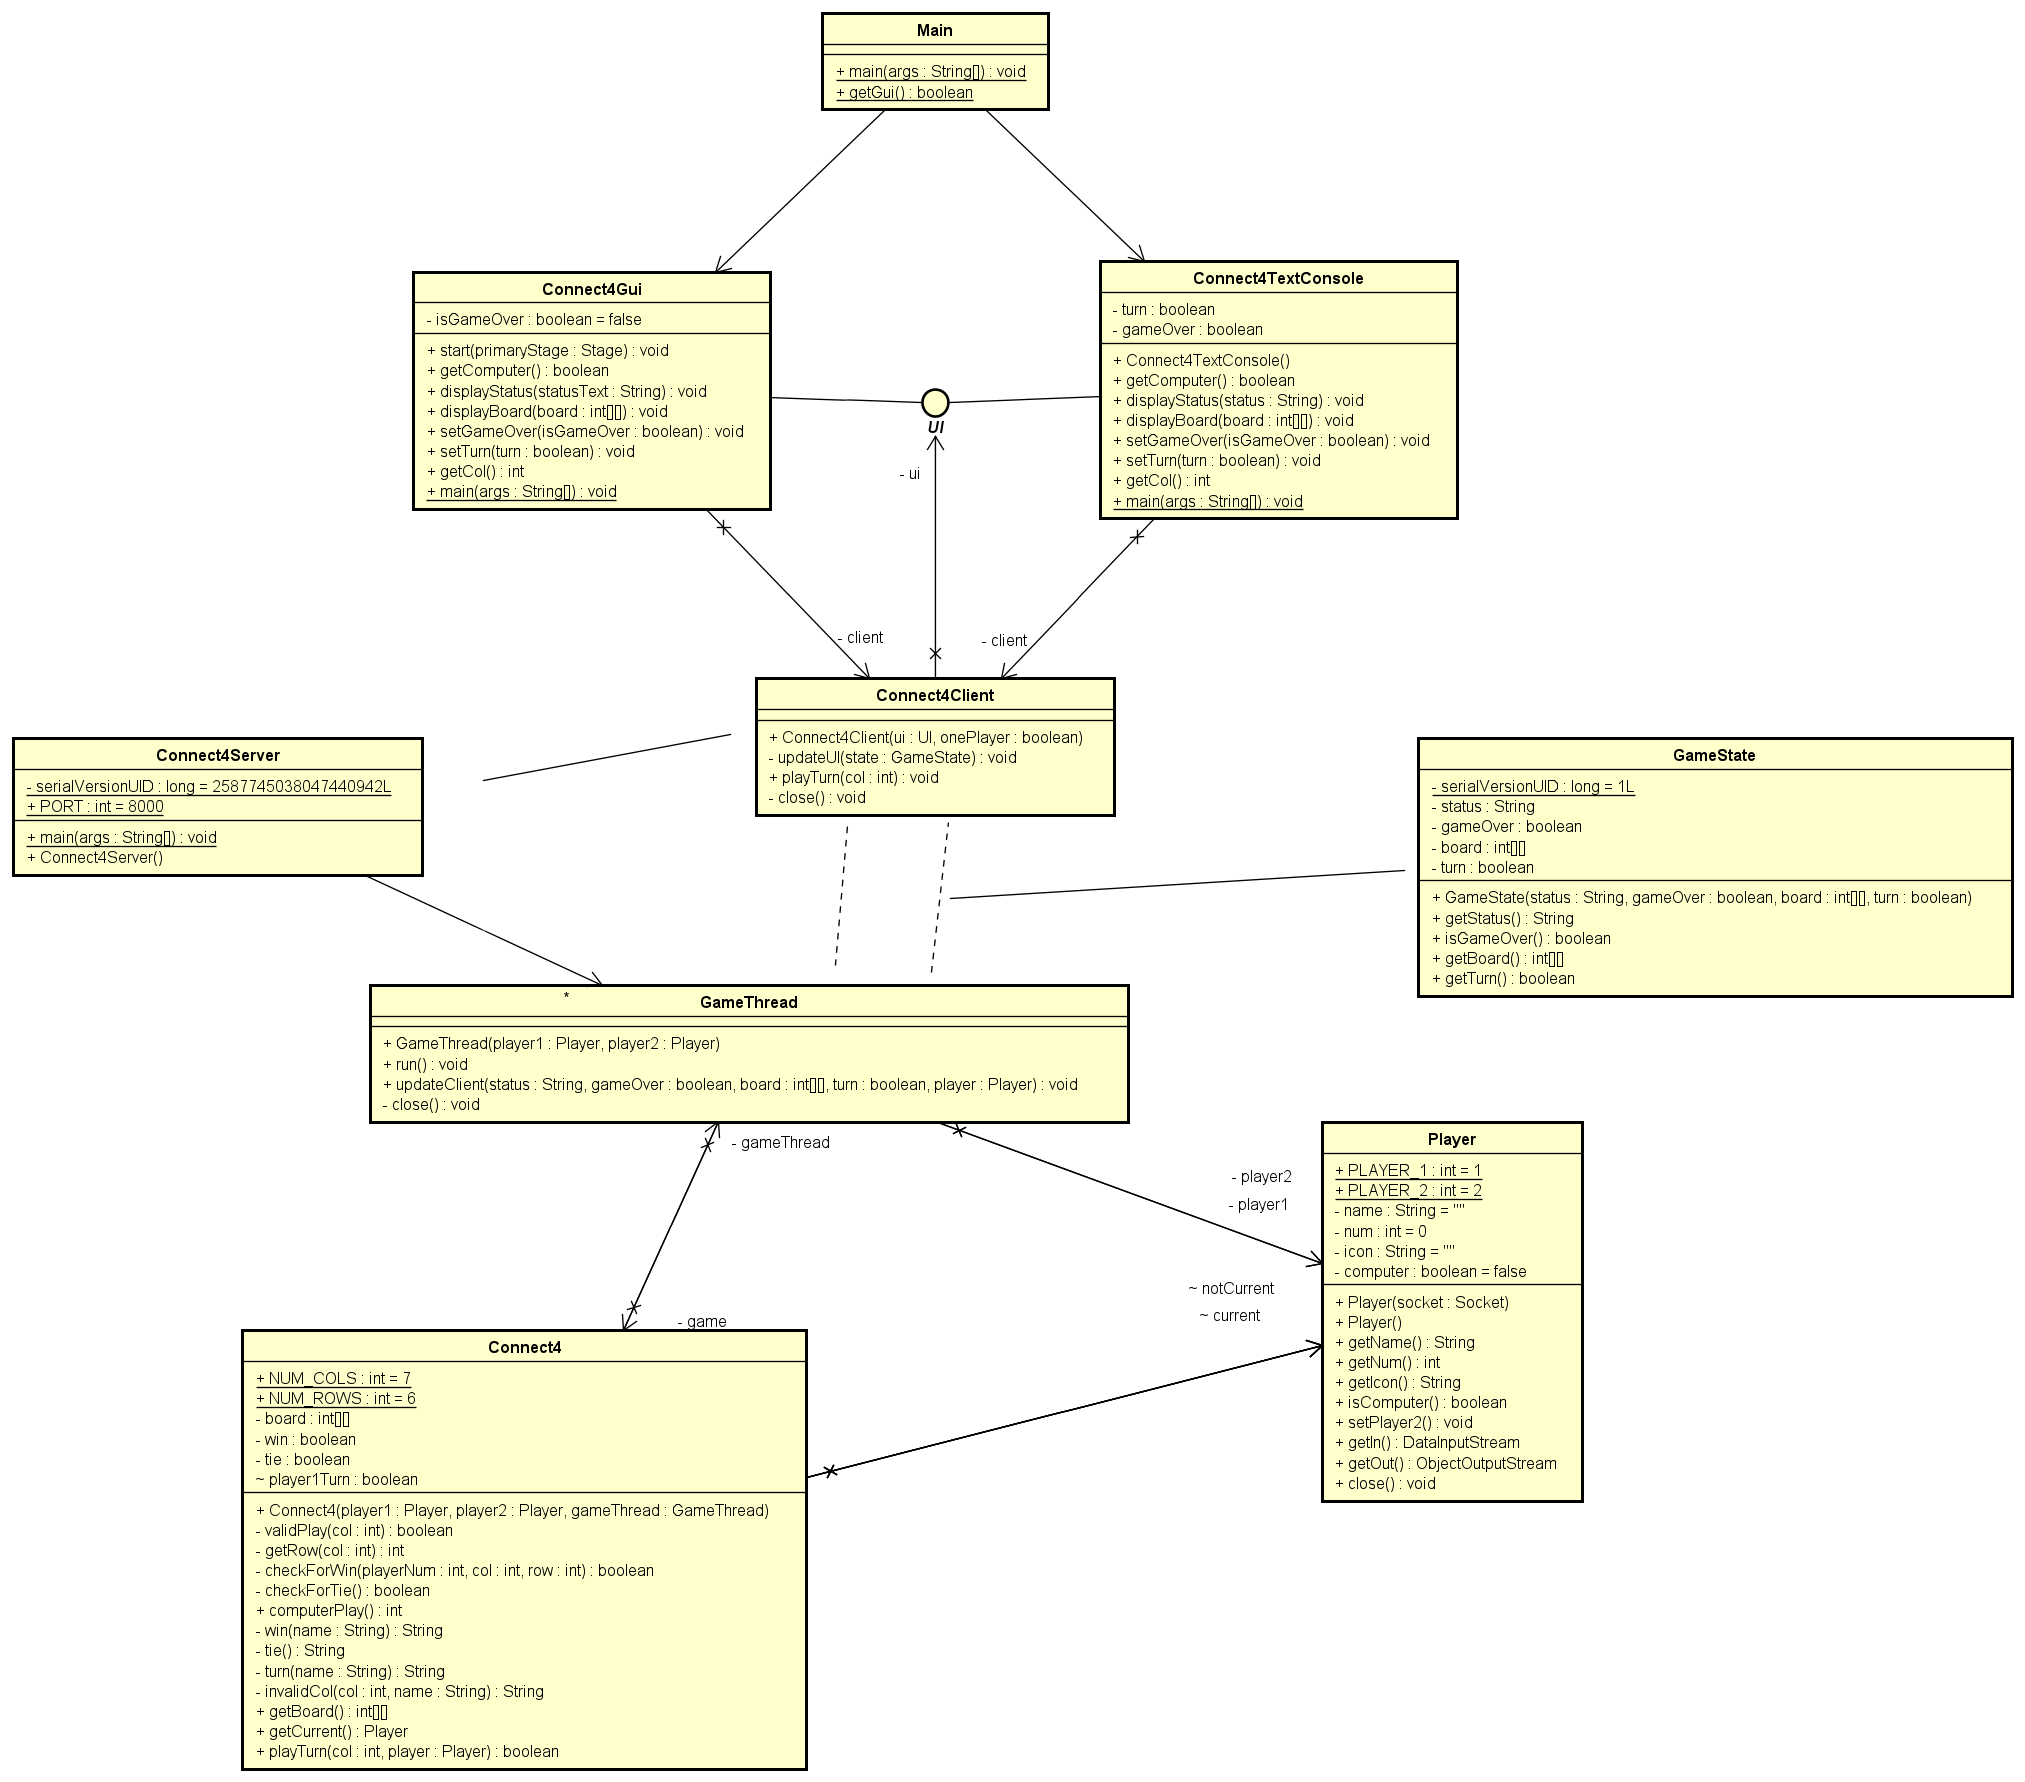 Main
+ main(args : String[]) : void
+ getGui() : boolean
Connect4Gui
- isGameOver : boolean = false
+ start(primaryStage : Stage) : void
+ getComputer() : boolean
+ displayStatus(statusText : String) : void
+ displayBoard(board : int[][]) : void
+ setGameOver(isGameOver : boolean) : void
+ setTurn(turn : boolean) : void
+ getCol() : int
+ main(args : String[]) : void
Connect4TextConsole
- turn : boolean
- gameOver : boolean
+ Connect4TextConsole()
+ getComputer() : boolean
+ displayStatus(status : String) : void
+ displayBoard(board : int[][]) : void
+ setGameOver(isGameOver : boolean) : void
+ setTurn(turn : boolean) : void
+ getCol() : int
+ main(args : String[]) : void
UI
- ui
- client
- client
Connect4Client
+ Connect4Client(ui : UI, onePlayer : boolean)
- updateUI(state : GameState) : void
+ playTurn(col : int) : void
- close() : void
Connect4Server
- serialVersionUID : long = 2587745038047440942L
+ PORT : int = 8000
+ main(args : String[]) : void
+ Connect4Server()
GameState
- serialVersionUID : long = 1L
- status : String
- gameOver : boolean
- board : int[][]
- turn : boolean
+ GameState(status : String, gameOver : boolean, board : int[][], turn : boolean)
+ getStatus() : String
+ isGameOver() : boolean
+ getBoard() : int[][]
+ getTurn() : boolean
*
GameThread
+ GameThread(player1 : Player, player2 : Player)
+ run() : void
+ updateClient(status : String, gameOver : boolean, board : int[][], turn : boolean, player : Player) : void
- close() : void
- gameThread
- player2
- player1
~ notCurrent
~ current
- game
Player
+ PLAYER_1 : int = 1
+ PLAYER_2 : int = 2
- name : String = ""
- num : int = 0
- icon : String = ""
- computer : boolean = false
+ Player(socket : Socket)
+ Player()
+ getName() : String
+ getNum() : int
+ getIcon() : String
+ isComputer() : boolean
+ setPlayer2() : void
+ getIn() : DataInputStream
+ getOut() : ObjectOutputStream
+ close() : void
Connect4
+ NUM_COLS : int = 7
+ NUM_ROWS : int = 6
- board : int[][]
- win : boolean
- tie : boolean
~ player1Turn : boolean
+ Connect4(player1 : Player, player2 : Player, gameThread : GameThread)
- validPlay(col : int) : boolean
- getRow(col : int) : int
- checkForWin(playerNum : int, col : int, row : int) : boolean
- checkForTie() : boolean
+ computerPlay() : int
- win(name : String) : String
- tie() : String
- turn(name : String) : String
- invalidCol(col : int, name : String) : String
+ getBoard() : int[][]
+ getCurrent() : Player
+ playTurn(col : int, player : Player) : boolean